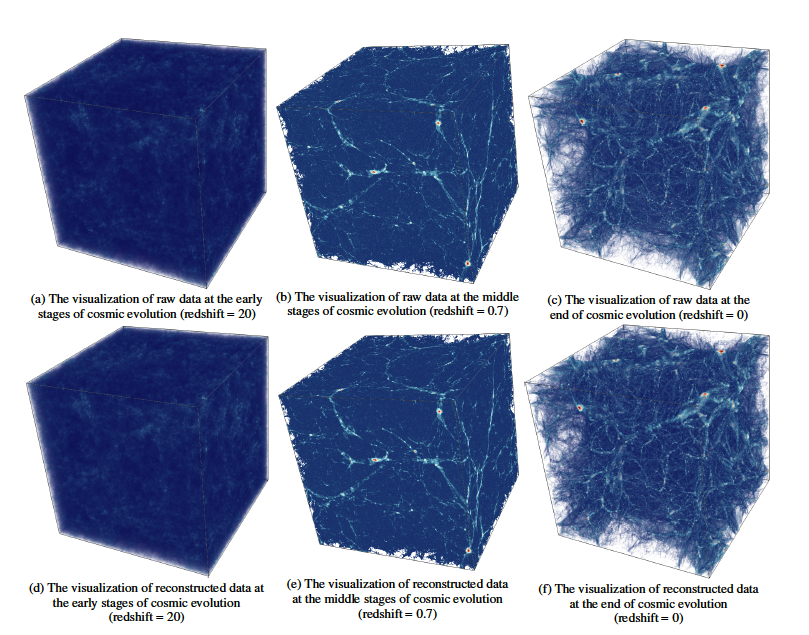 (a) The visualization of raw data at the early
stages of cosmic evolution (redshift = 20)
(b) The visualization of raw data at the middle
stages of cosmic evolution (redshift = 0.7)
(c) The visualization of raw data at the
end of cosmic evolution (redshift = 0)
(d) The visualization of reconstructed data at
the early stages of cosmic evolution
(redshift = 20)
(e) The visualization of reconstructed data
at the middle stages of cosmic evolution
(redshift = 0.7)
(f) The visualization of reconstructed data
at the end of cosmic evolution
(redshift = 0)